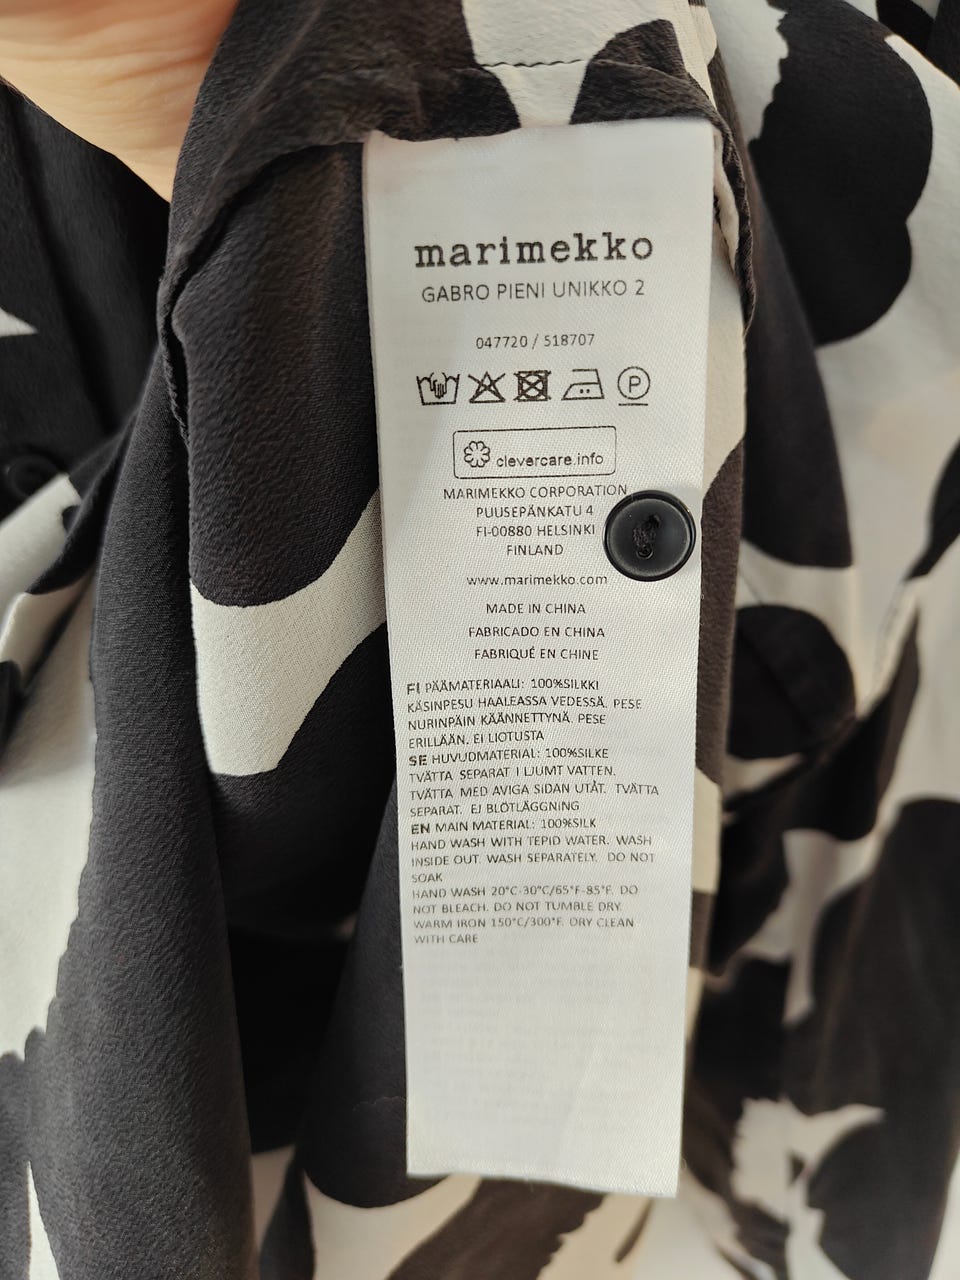 marimekko
GABRO PIENI UNIKKO 2
047720 / 518707
P
clevercare.info
MARIMEKKO CORPORATION
PUUSEPÄNKATU 4
FI-00880 HELSINKI
FINLAND
www.marimekko.com
MADE IN CHINA
FABRICADO EN CHINA
FABRIQUÉ EN CHINE
FI PÄÄMATERIAALI: 100%SILKKI
KÄSINPESU HAALEASSA VEDESSÄ. PESE
NURINPÄIN KÄÄNNETTYNÄ. PESE
ERILLÄÄN. EI LIOTUSTA
SE HUVUDMATERIAL: 100%SILKE
TVÄTTA SEPARAT I LJUMT VATTEN.
TVÄTTA MED AVIGA SIDAN UTÅT. TVÄTTA
SEPARAT. EJ BLÖTLÄGGNING
EN MAIN MATERIAL: 100%SILK
HAND WASH WITH TEPID WATER. WASH
INSIDE OUT. WASH SEPARATELY. DO NOT
SOAK
HAND WASH 20°C-30°C/65°F-85°F. DO
NOT BLEACH. DO NOT TUMBLE DRY.
WARM IRON 150°C/300°F. DRY CLEAN
WITH CARE